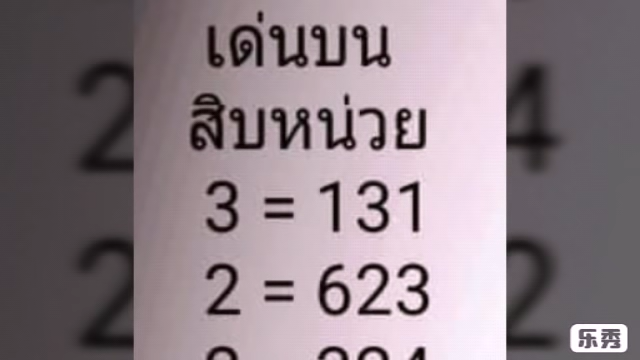 เด่นบน
สิบหน่วย
3 = 131
2 = 623
乐秀